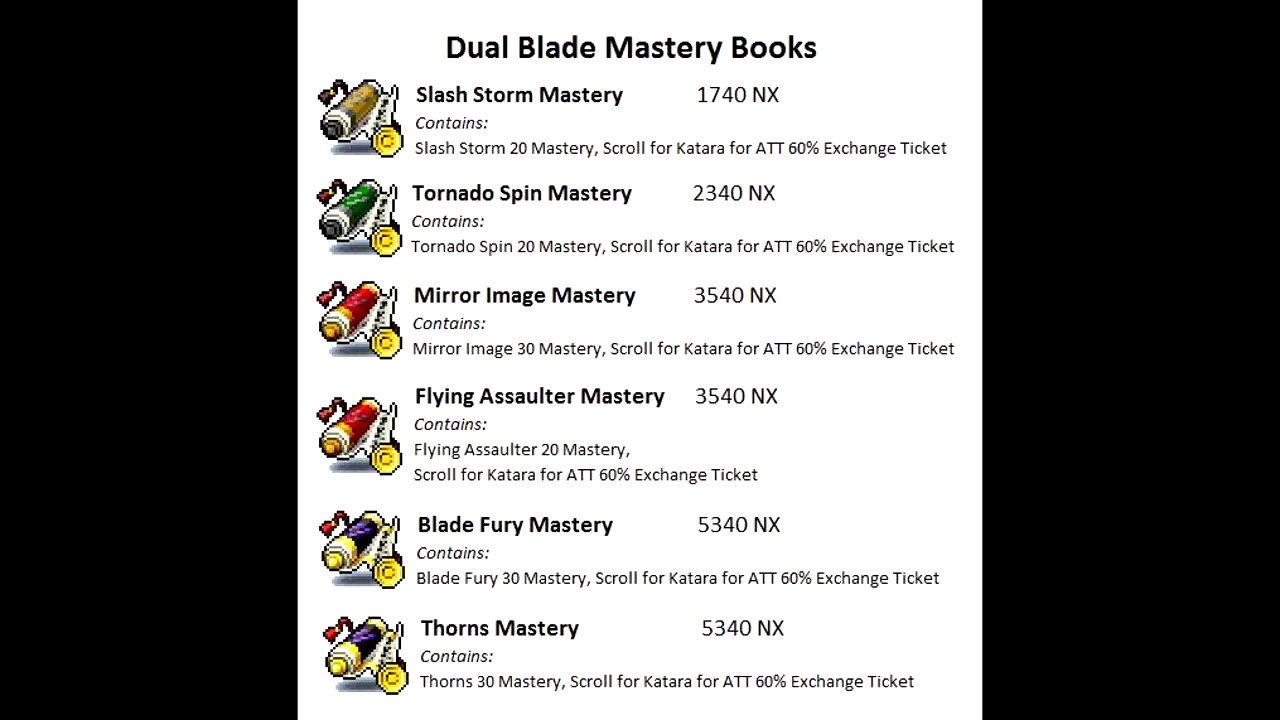 Dual Blade Mastery Books
Slash Storm Mastery 1740 NX
Contains:
Slash Storm 20 Mastery, Scroll for Katara for ATT 60% Exchange Ticket
Tornado Spin Mastery 2340 NX
Contains:
Tornado Spin 20 Mastery, Scroll for Katara for ATT 60% Exchange Ticket
Mirror Image Mastery 3540 NX
Contains:
Mirror Image 30 Mastery, Scroll for Katara for ATT 60% Exchange Ticket
Flying Assaulter Mastery 3540 NX
Contains:
Flying Assaulter 20 Mastery,
Scroll for Katara for ATT 60% Exchange Ticket
Blade Fury Mastery 5340 NX
Contains:
Blade Fury 30 Mastery, Scroll for Katara for ATT 60% Exchange Ticket
Thorns Mastery 5340 NX
Contains:
Thorns 30 Mastery, Scroll for Katara for ATT 60% Exchange Ticket